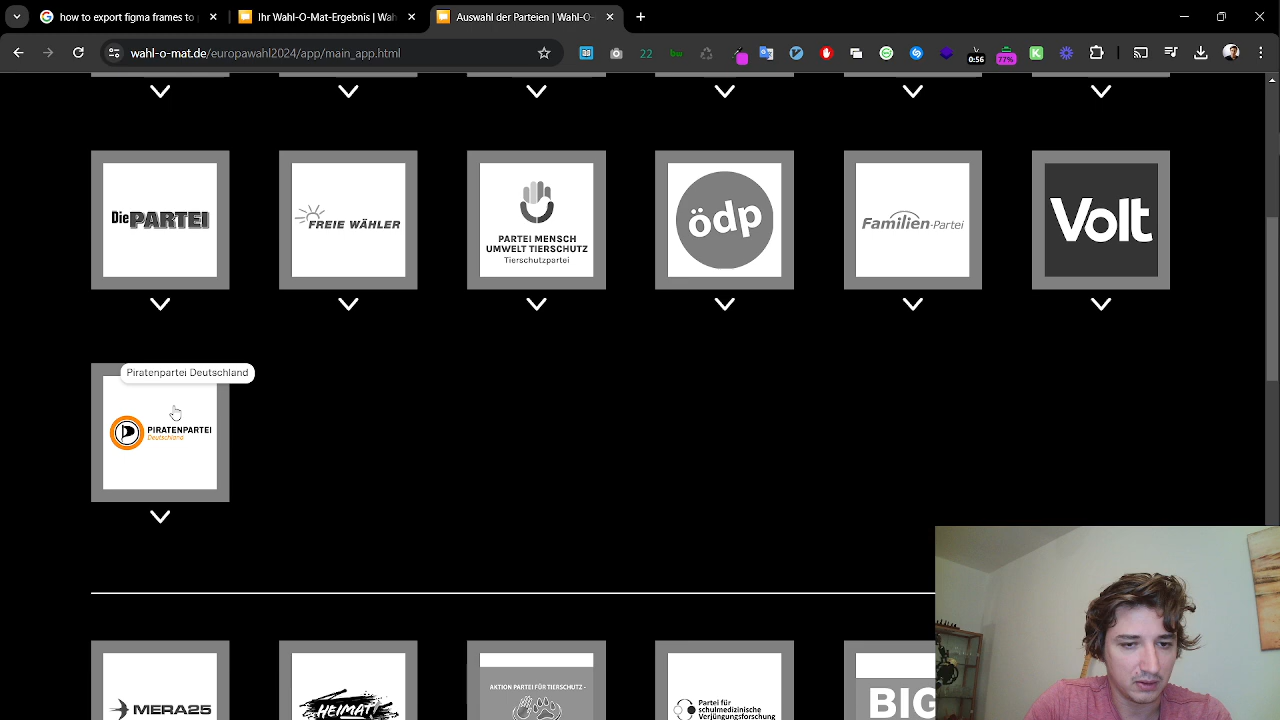 how to export figma frames to
Ihr Wahl-O-Mat-Ergebnis | Wah
Auswahl der Parteien | Wahl-O-
wahl-o-mat.de/europawahl2024/app/main_app.html
22
0:56
77%
Die PARTEI
FREIE WÄHLER
PARTEI MENSCH
UMWELT TIERSCHUTZ
Tierschutzpartei
ödp
Familien-Partei
Volt
Piratenpartei Deutschland
PIRATENPARTEI
Deutschland
MERA25
HEIMAT
AKTION PARTEI FÜR TIERSCHUTZ -
Partei für
schulmedizinische
Verjüngungsforschung
BIG